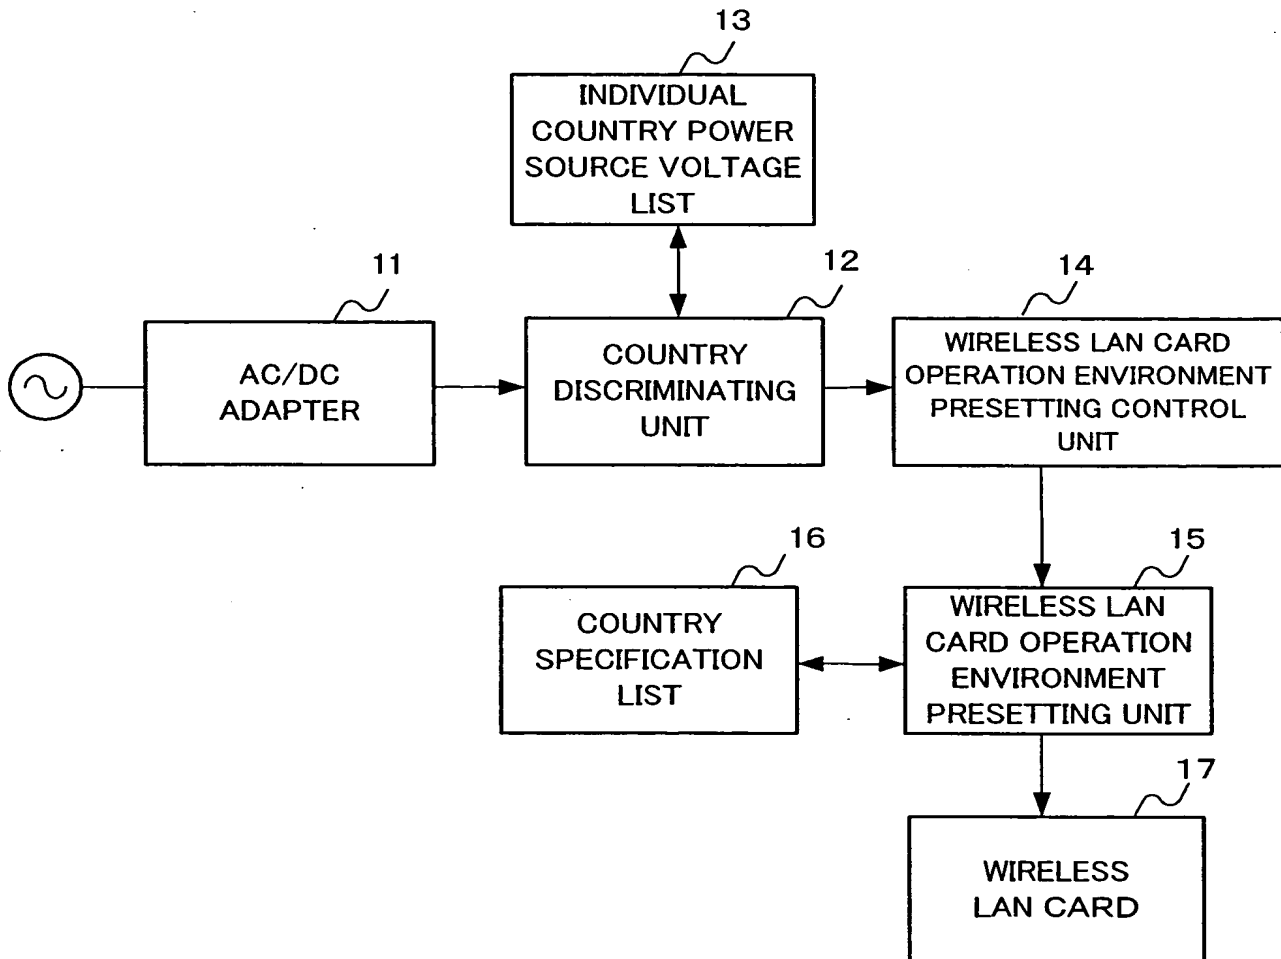 13
INDIVIDUAL
COUNTRY POWER
SOURCE VOLTAGE
LIST
11
AC/DC
ADAPTER
12
COUNTRY
DISCRIMINATING
UNIT
14
WIRELESS LAN CARD
OPERATION ENVIRONMENT
PRESETTING CONTROL
UNIT
16
COUNTRY
SPECIFICATION
LIST
15
WIRELESS LAN
CARD OPERATION
ENVIRONMENT
PRESETTING UNIT
17
WIRELESS
LAN CARD